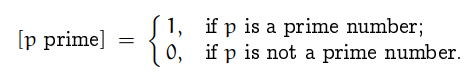 [p prime] = { 1, if p is a prime number;
0, if p is not a prime number.